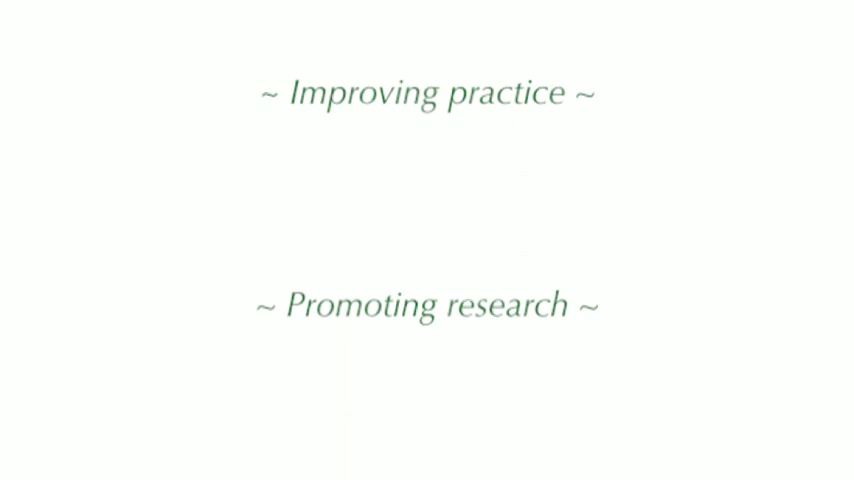 ~ Improving practice ~
~ Promoting research ~